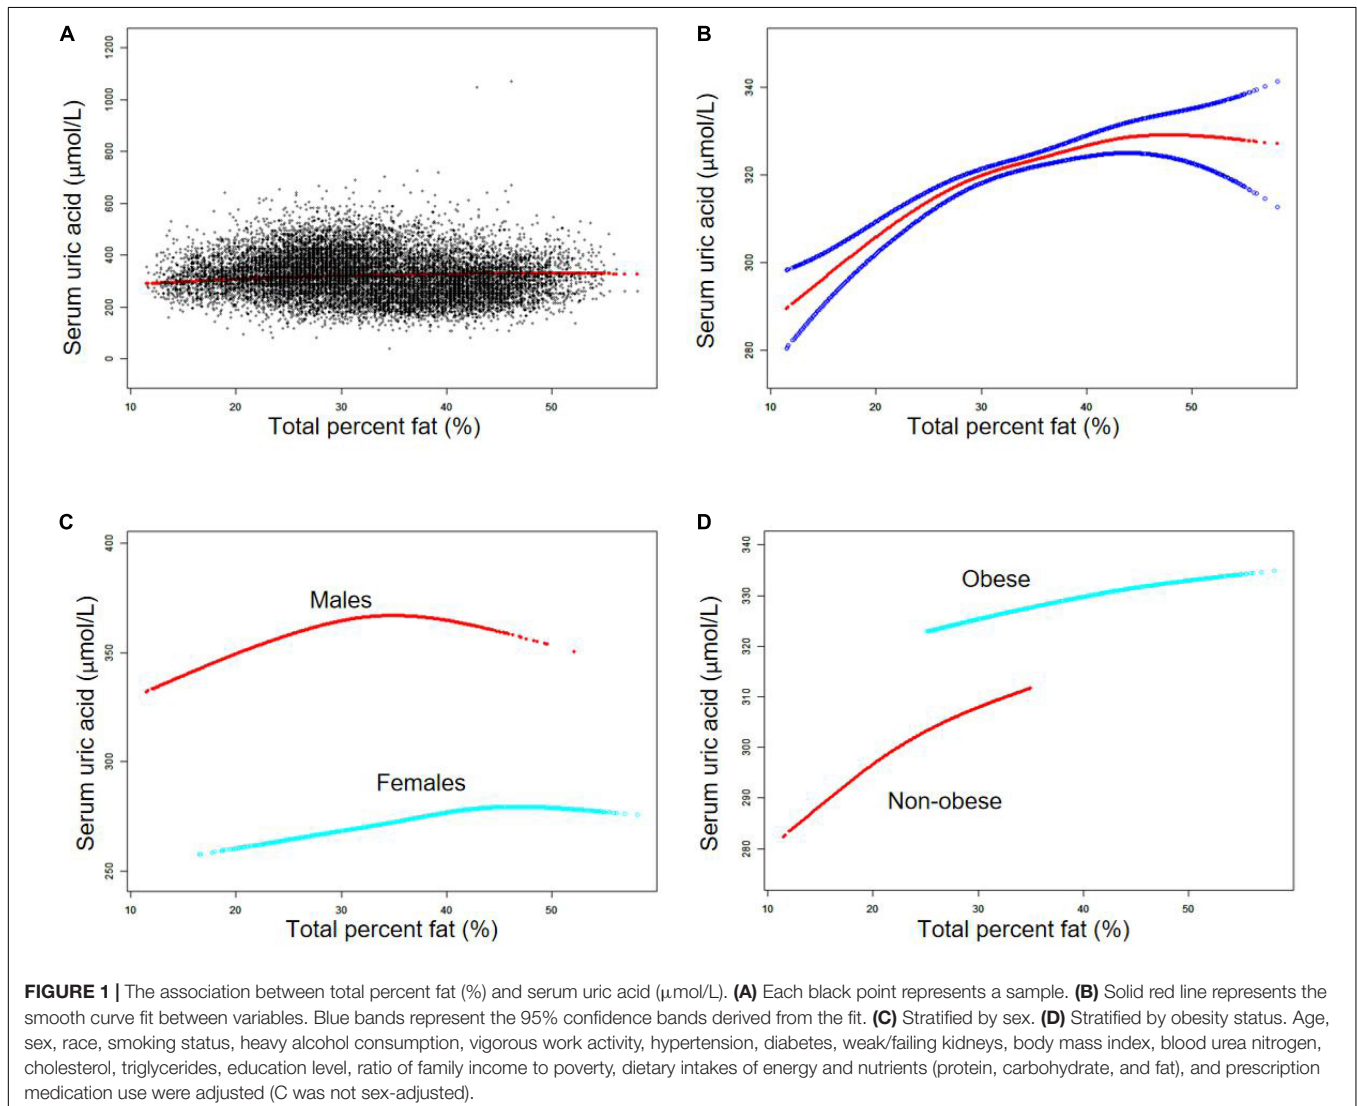 A
Serum uric acid (μmol/L)
1200
1000
800
600
400
200
0
10 20 30 40 50
Total percent fat (%)
B
Serum uric acid (μmol/L)
340
320
300
280
10 20 30 40 50
Total percent fat (%)
C
Serum uric acid (μmol/L)
400
350
300
250
Males
Females
10 20 30 40 50
Total percent fat (%)
D
Serum uric acid (μmol/L)
340
330
320
310
300
290
280
Obese
Non-obese
10 20 30 40 50
Total percent fat (%)
FIGURE 1 | The association between total percent fat (%) and serum uric acid (μmol/L). (A) Each black point represents a sample. (B) Solid red line represents the
smooth curve fit between variables. Blue bands represent the 95% confidence bands derived from the fit. (C) Stratified by sex. (D) Stratified by obesity status. Age,
sex, race, smoking status, heavy alcohol consumption, vigorous work activity, hypertension, diabetes, weak/failing kidneys, body mass index, blood urea nitrogen,
cholesterol, triglycerides, education level, ratio of family income to poverty, dietary intakes of energy and nutrients (protein, carbohydrate, and fat), and prescription
medication use were adjusted (C was not sex-adjusted).